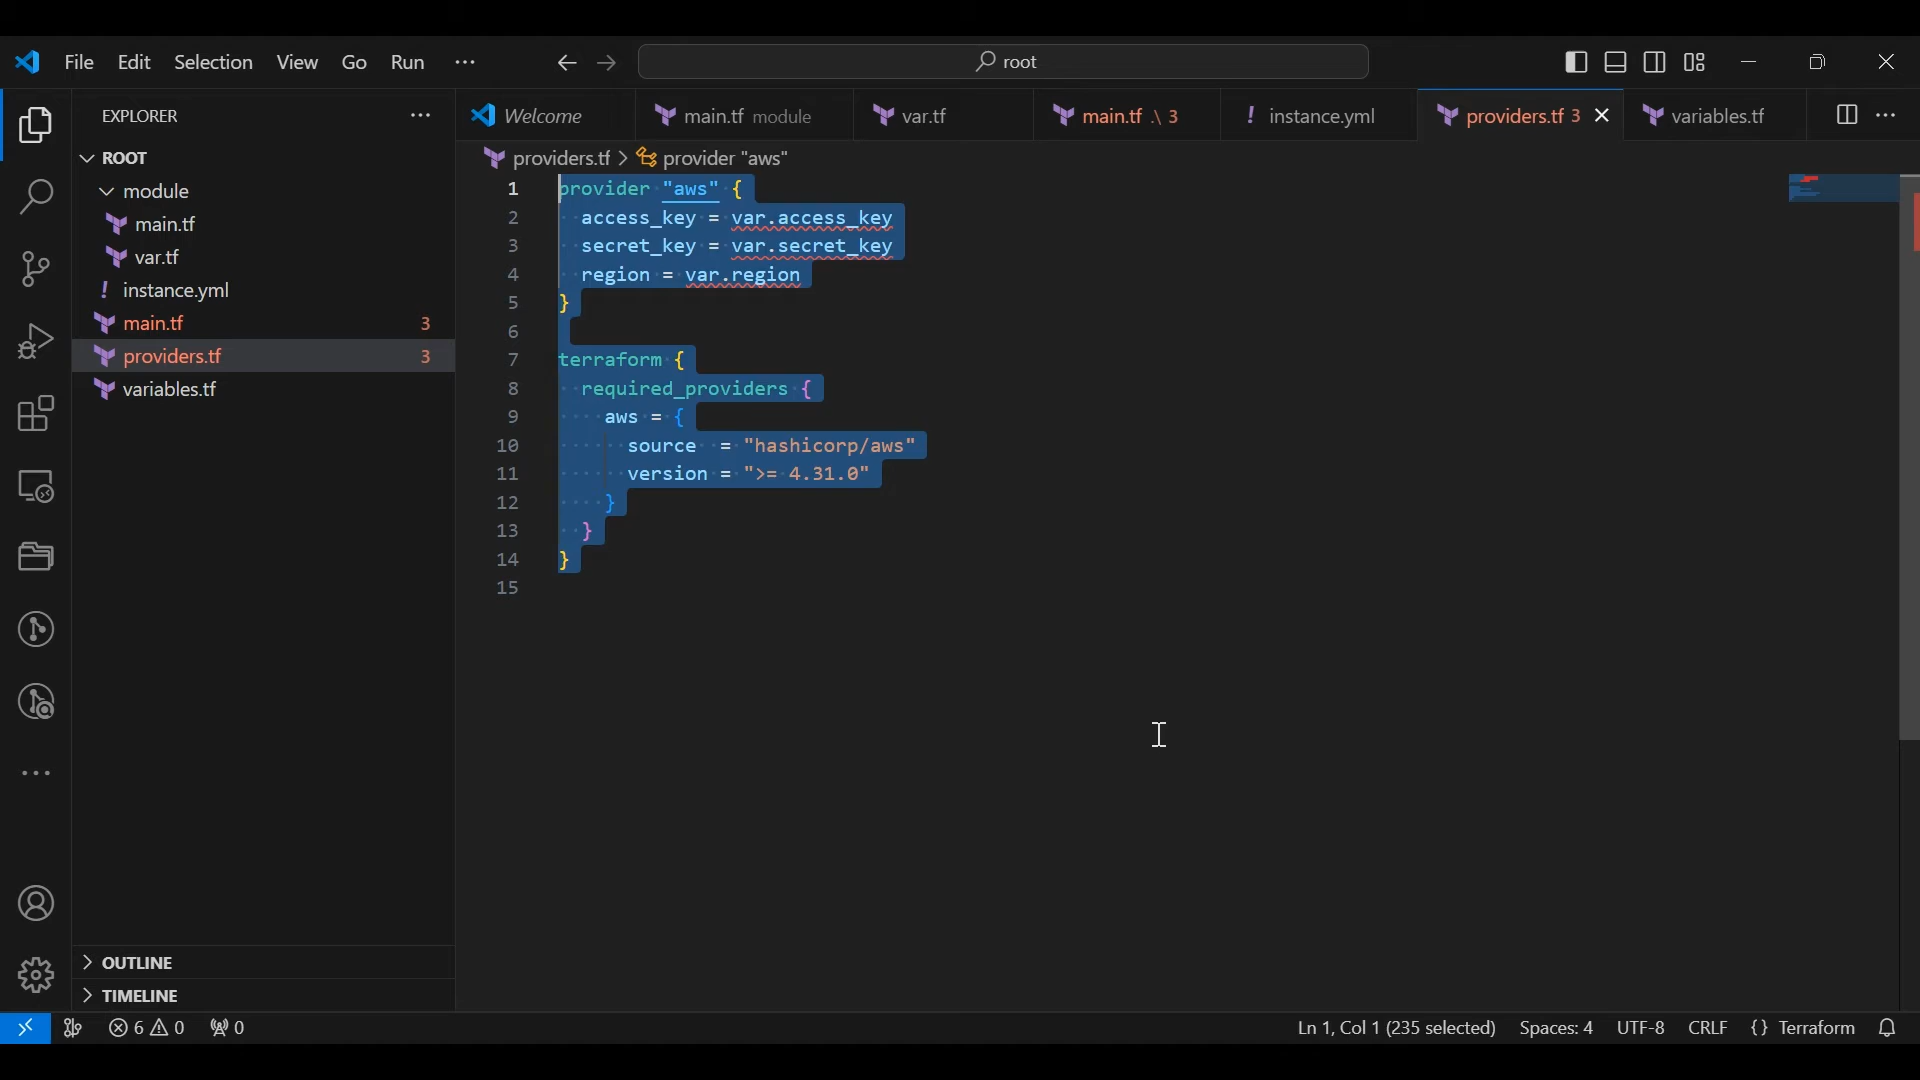 File Edit Selection View Go Run ··· root
EXPLORER ···
Welcome main.tf module var.tf main.tf .\ 3 ! instance.yml providers.tf 3 variables.tf ···
ROOT
module
main.tf
var.tf
! instance.yml
main.tf 3
providers.tf 3
variables.tf
OUTLINE
TIMELINE
providers.tf > provider "aws"
1 provider "aws" {
2 access_key = var.access_key
3 secret_key = var.secret_key
4 region = var.region
5 }
6
7 terraform {
8 required_providers {
9 aws = {
10 source = "hashicorp/aws"
11 version = ">= 4.31.0"
12 }
13 }
14 }
15
6 0 0 Ln 1, Col 1 (235 selected) Spaces: 4 UTF-8 CRLF {} Terraform